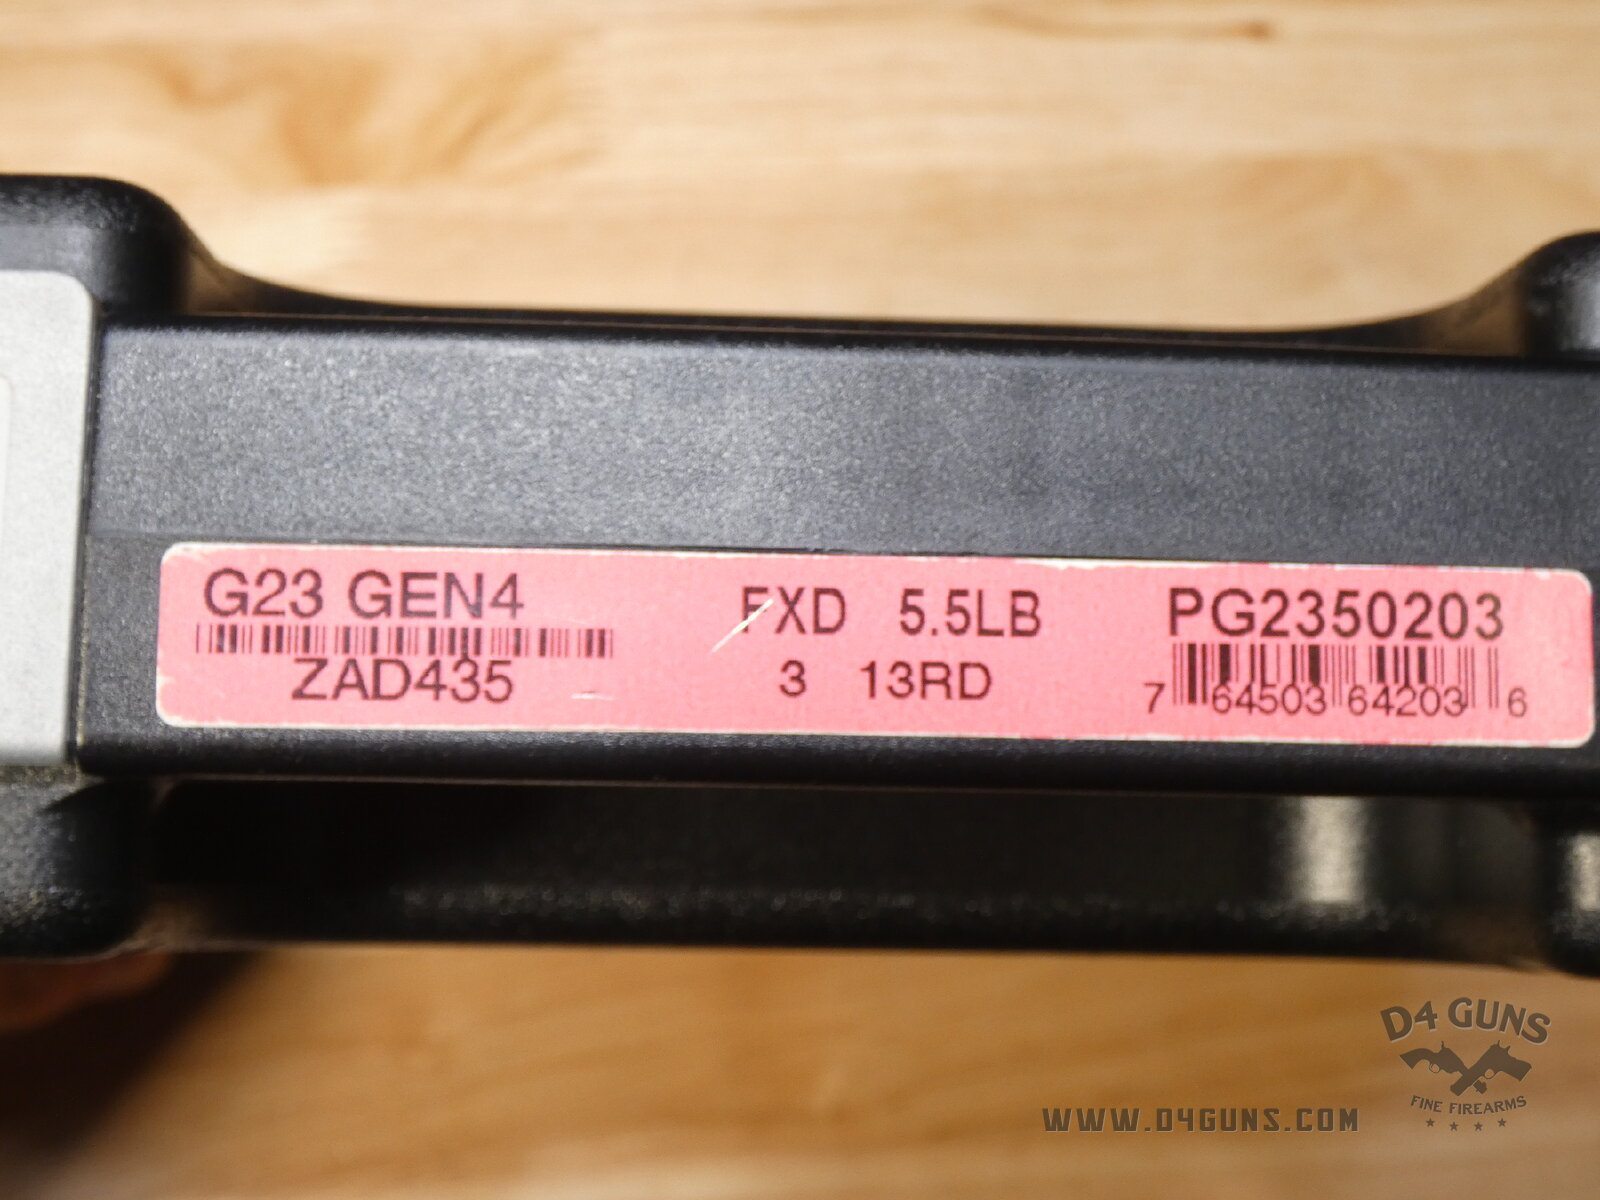 G23 GEN4 FXD 5.5LB PG2350203
ZAD435 3 13RD 7 64503 64203 6
D4 GUNS
FINE FIREARMS
WWW.D4GUNS.COM